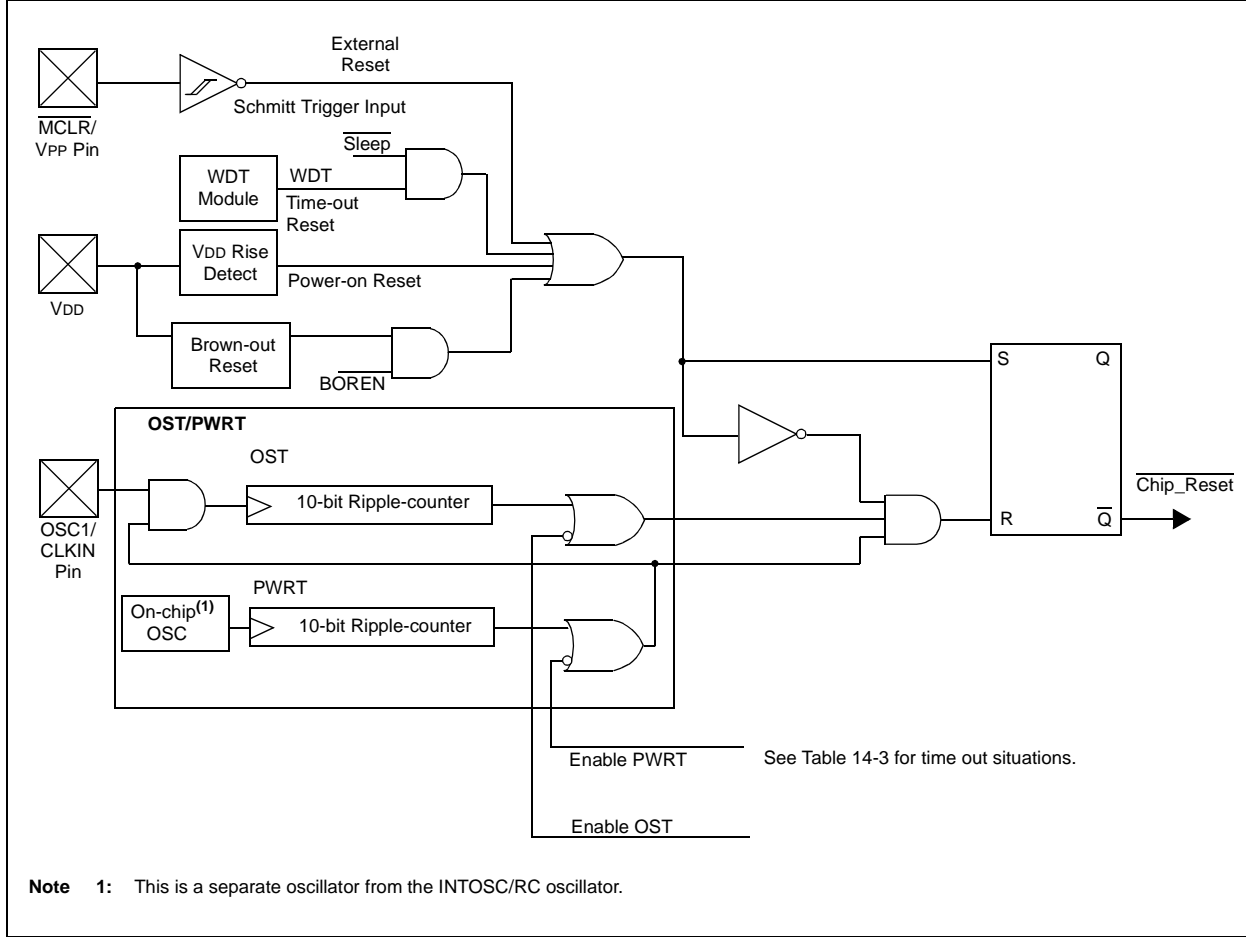 External
Reset
Schmitt Trigger Input
MCLR/
VPP Pin
Sleep
WDT
Module
WDT
Time-out
Reset
VDD Rise
Detect
Power-on Reset
VDD
Brown-out
Reset
BOREN
S
Q
OST/PWRT
OST
10-bit Ripple-counter
OSC1/
CLKIN
Pin
Chip_Reset
R
Q
PWRT
On-chip(1)
OSC
10-bit Ripple-counter
Enable PWRT
See Table 14-3 for time out situations.
Enable OST
Note 1: This is a separate oscillator from the INTOSC/RC oscillator.